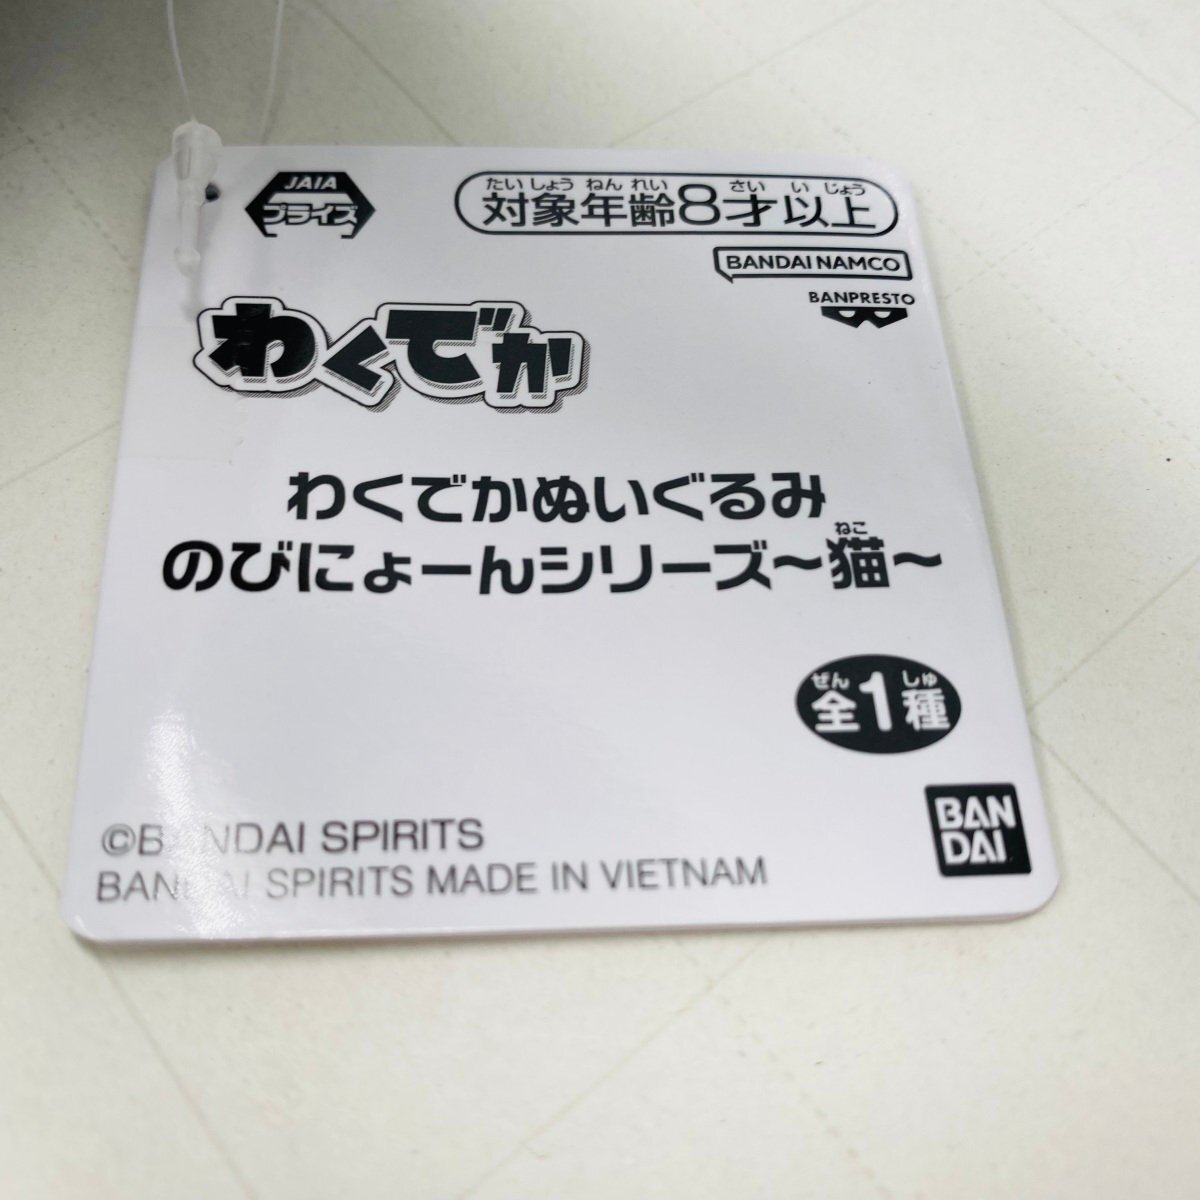 JAIA
プライズ
たいしょうねんれい さい いじょう
対象年齢8才以上
BANDAI NAMCO
BANPRESTO
わくでか
わくでかぬいぐるみ
ねこ
のびにょーんシリーズ～猫～
ぜん しゅ
全1種
BAN
DAI
©BANDAI SPIRITS
BANDAI SPIRITS MADE IN VIETNAM